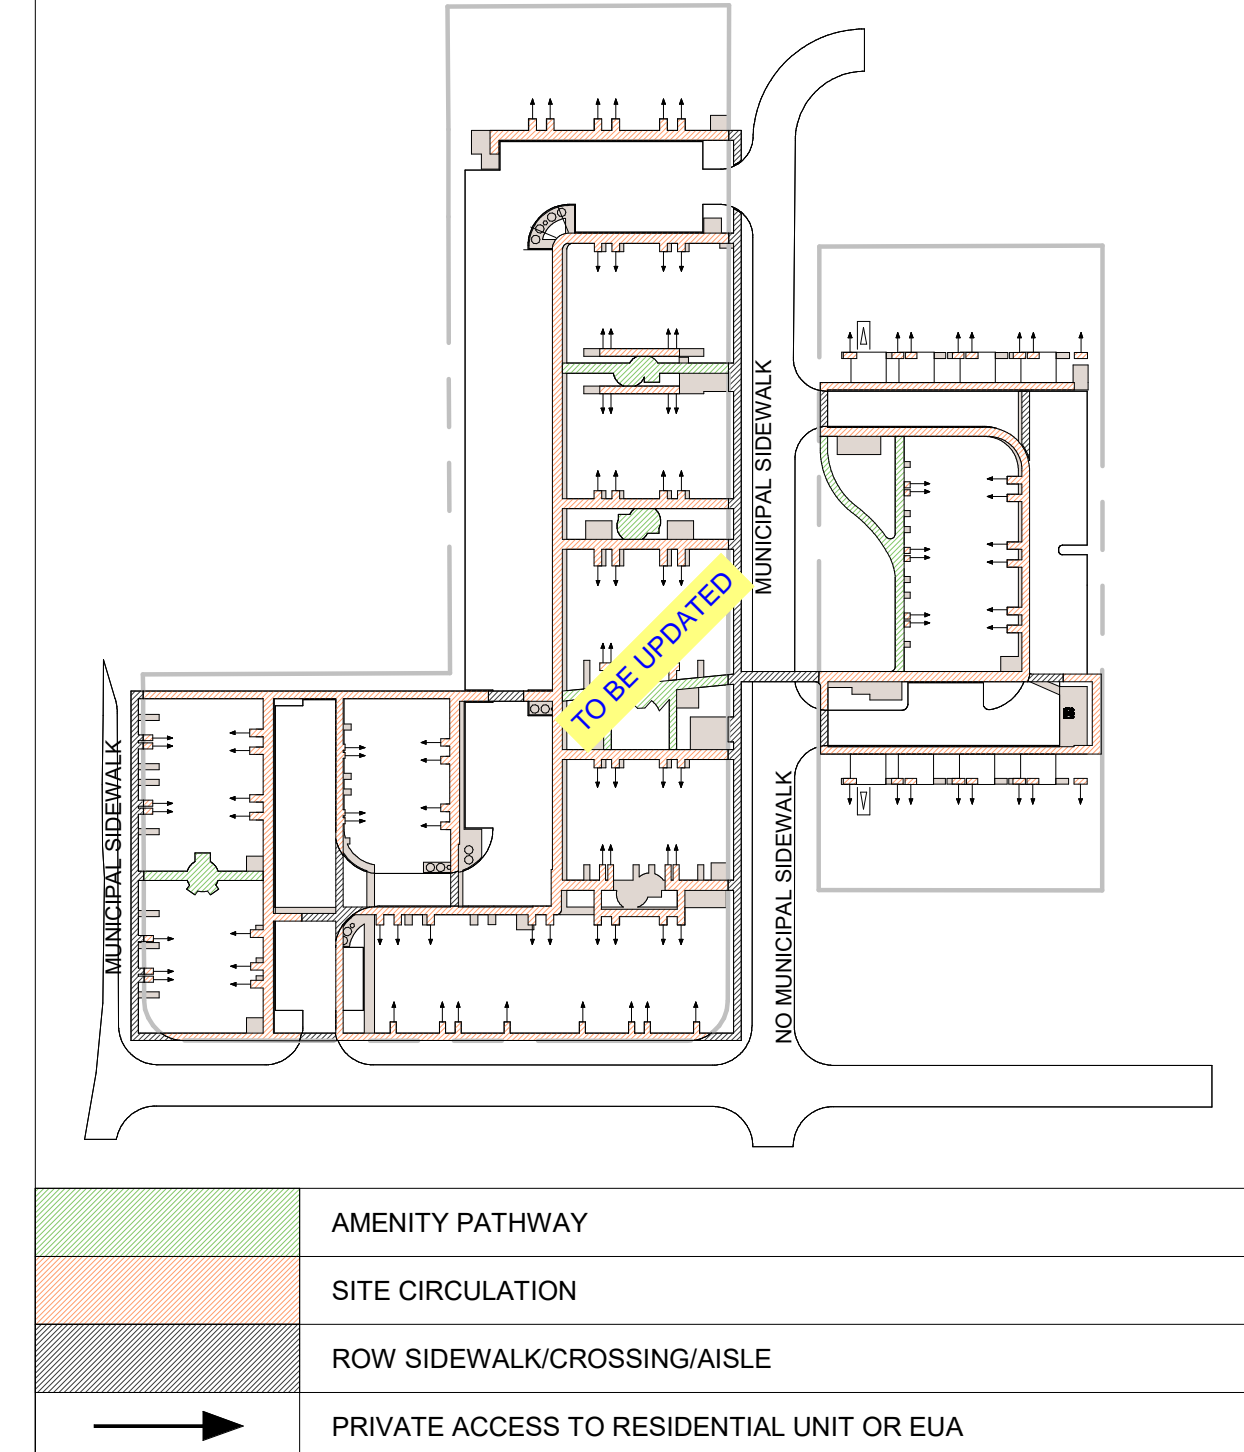 MUNICIPAL SIDEWALK
TO BE UPDATED
MUNICIPAL SIDEWALK
NO MUNICIPAL SIDEWALK
AMENITY PATHWAY
SITE CIRCULATION
ROW SIDEWALK/CROSSING/AISLE
PRIVATE ACCESS TO RESIDENTIAL UNIT OR EUA